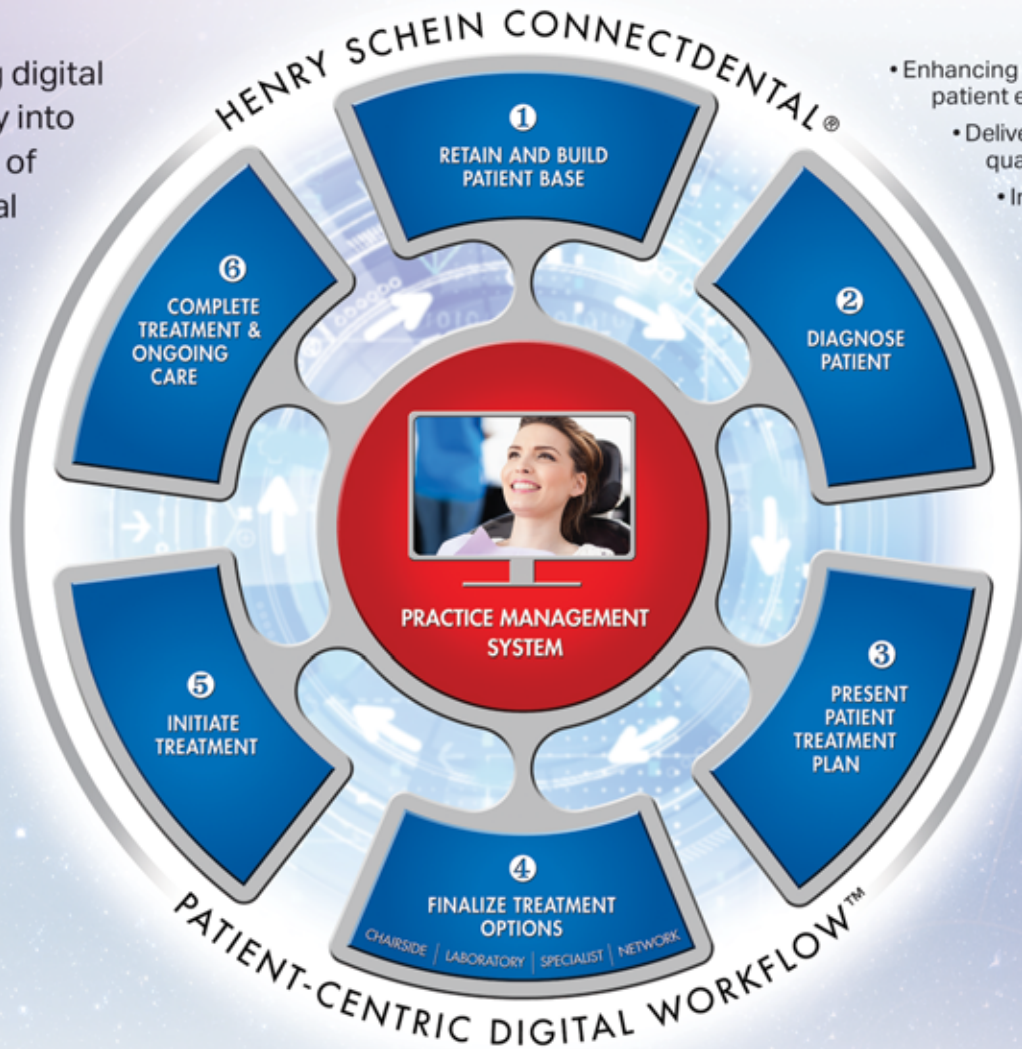 HENRY SCHEIN CONNECTDENTAL®
digital
into
of
• Enhancing
patient
• In
1
RETAIN AND BUILD
PATIENT BASE
2
DIAGNOSE
PATIENT
3
PRESENT
PATIENT
TREATMENT
PLAN
4
FINALIZE TREATMENT
OPTIONS
CHAIRSIDE | LABORATORY | SPECIALIST | NETWORK
5
INITIATE
TREATMENT
6
COMPLETE
TREATMENT &
ONGOING
CARE
PRACTICE MANAGEMENT
SYSTEM
PATIENT-CENTRIC DIGITAL WORKFLOW™